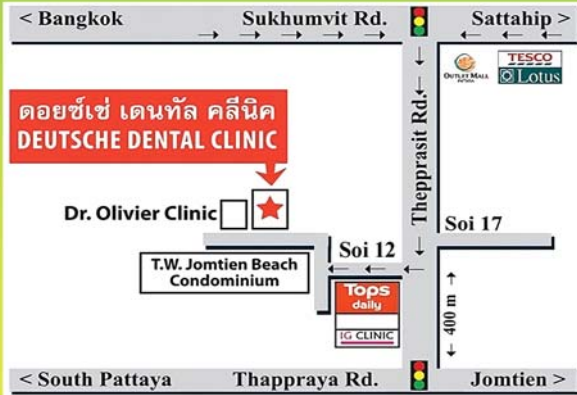 < Bangkok
Sukhumvit Rd.
Sattahip >
OUTLET MALL
TESCO
Lotus
Thepprasit Rd.
ดอยซ์เช่ เดนทัล คลีนิค
DEUTSCHE DENTAL CLINIC
Dr. Olivier Clinic
Soi 17
Soi 12
T.W. Jomtien Beach
Condominium
Tops
daily
IG CLINIC
400 m
< South Pattaya
Thappraya Rd.
Jomtien >